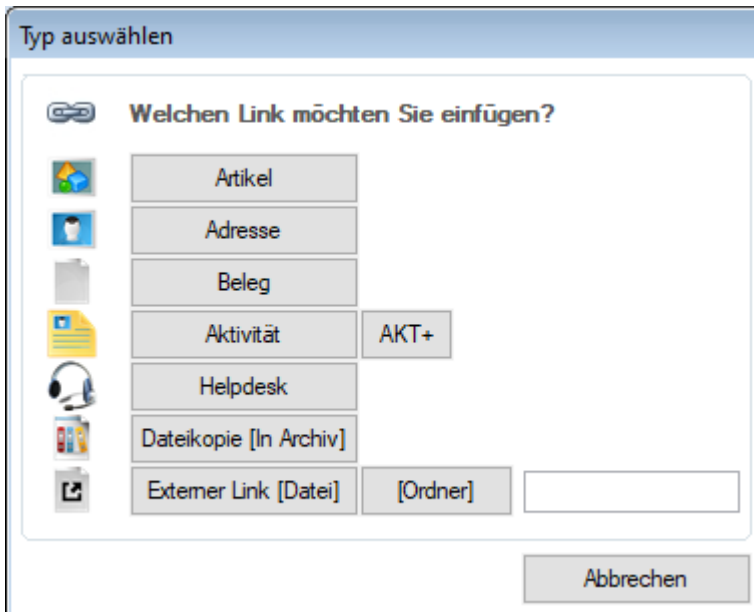 Typ auswählen
Welchen Link möchten Sie einfügen?
Artikel
Adresse
Beleg
Aktivität AKT+
Helpdesk
Dateikopie [In Archiv]
Externer Link [Datei] [Ordner]
Abbrechen